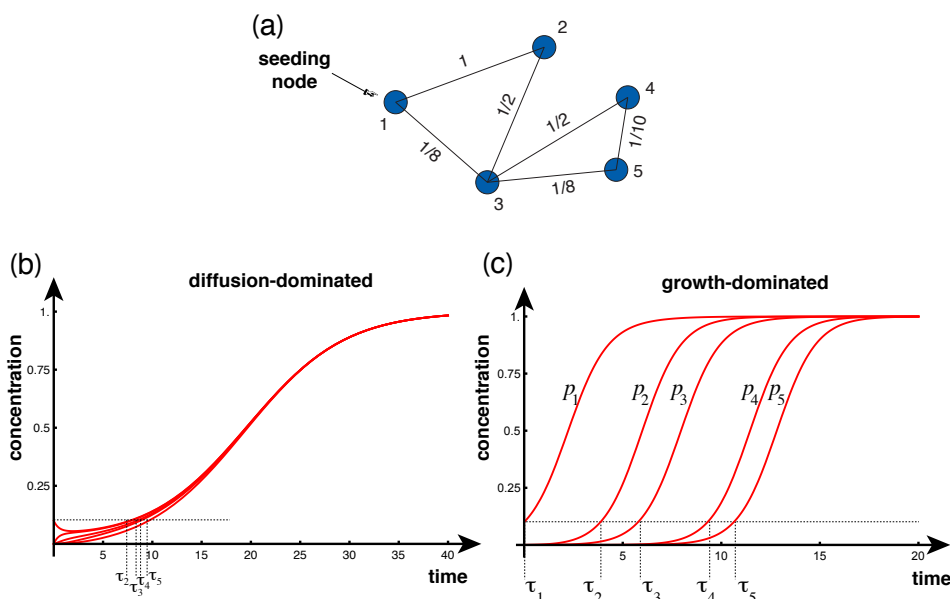 (a)
seeding
node
1
2
3
4
5
1
1/8
1/2
1/2
1/8
1/10
(b)
diffusion-dominated
concentration
1.
0.75
0.5
0.25
5 10 15 20 25 30 35 40
time
τ2 τ3 τ4 τ5
(c)
growth-dominated
concentration
1.
0.75
0.5
0.25
p1 p2 p3 p4 p5
5 10 15 20
time
τ1 τ2 τ3 τ4 τ5